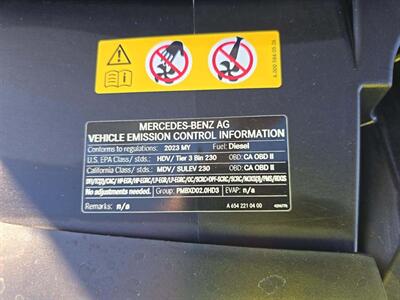 MERCEDES-BENZ AG
VEHICLE EMISSION CONTROL INFORMATION
Conforms to regulations: 2023 MY Fuel: Diesel
U.S. EPA Class/ stds.: HDV/ Tier 3 Bin 230 OBD: CA OBD II
California Class/ stds.: MDV/ SULEV 230 OBD: CA OBD II
No adjustments needed. Group: PMBXD02.0HD3 EVAP: n/a
Remarks: n/a A 654 221 04 00